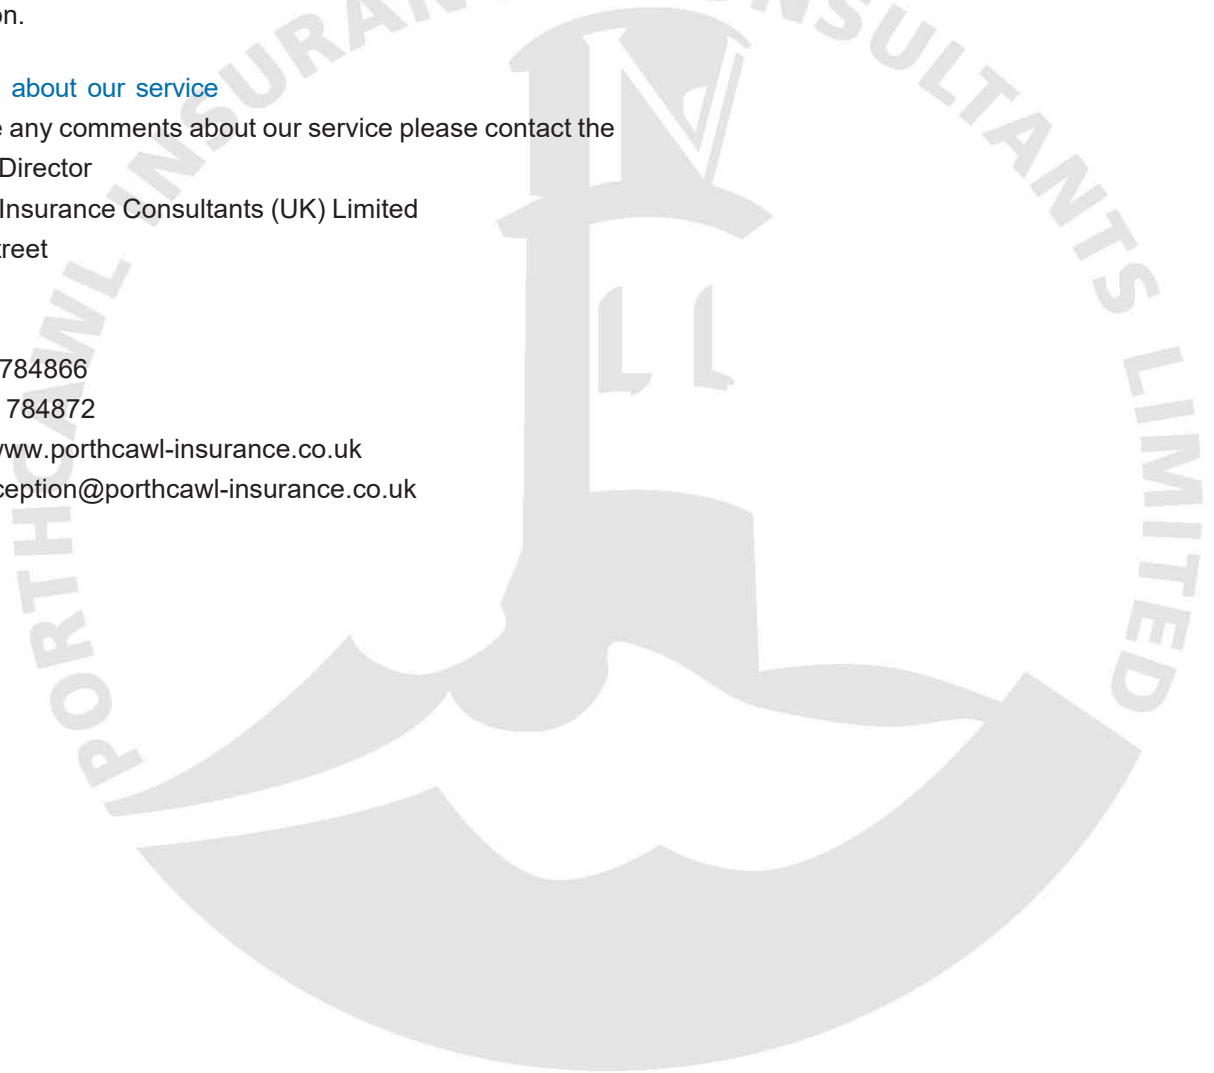 on.
about our service
e any comments about our service please contact the
Director
Insurance Consultants (UK) Limited
treet
784866
784872
www.porthcawl-insurance.co.uk
ception@porthcawl-insurance.co.uk
PORTHCAWL INSURANCE CONSULTANTS LIMITED